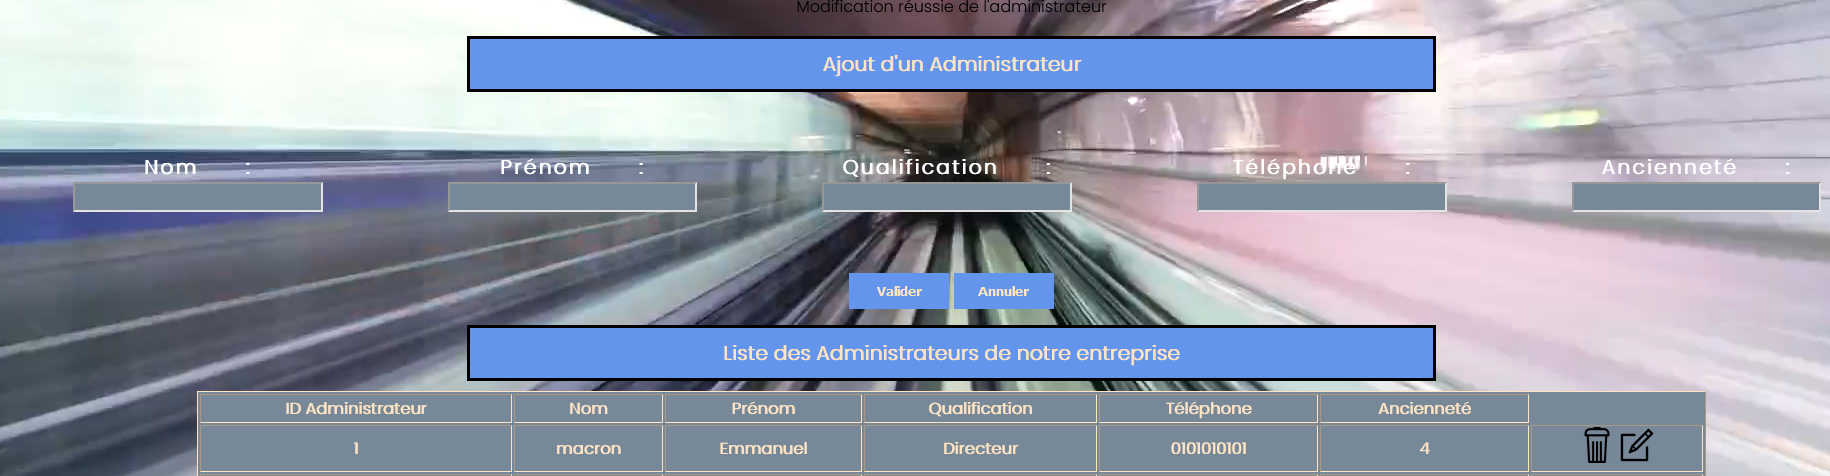 Modification réussie de l'administrateur
Ajout d'un Administrateur
Nom : Prénom : Qualification : Téléphone : Ancienneté :
Valider Annuler
Liste des Administrateurs de notre entreprise
ID Administrateur Nom Prénom Qualification Téléphone Ancienneté
1 macron Emmanuel Directeur 0101010101 4